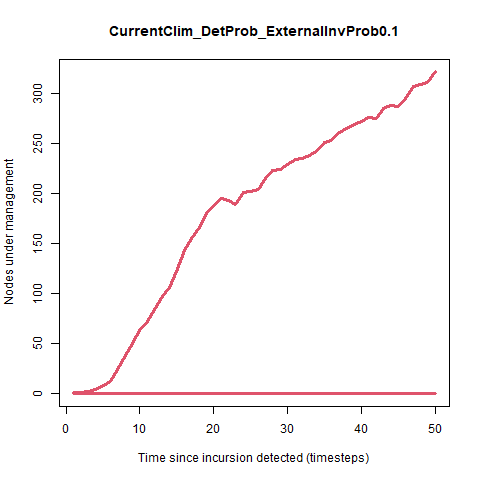 CurrentClim_DetProb_ExternalInvProb0.1
Nodes under management
300
250
200
150
100
50
0
0 10 20 30 40 50
Time since incursion detected (timesteps)